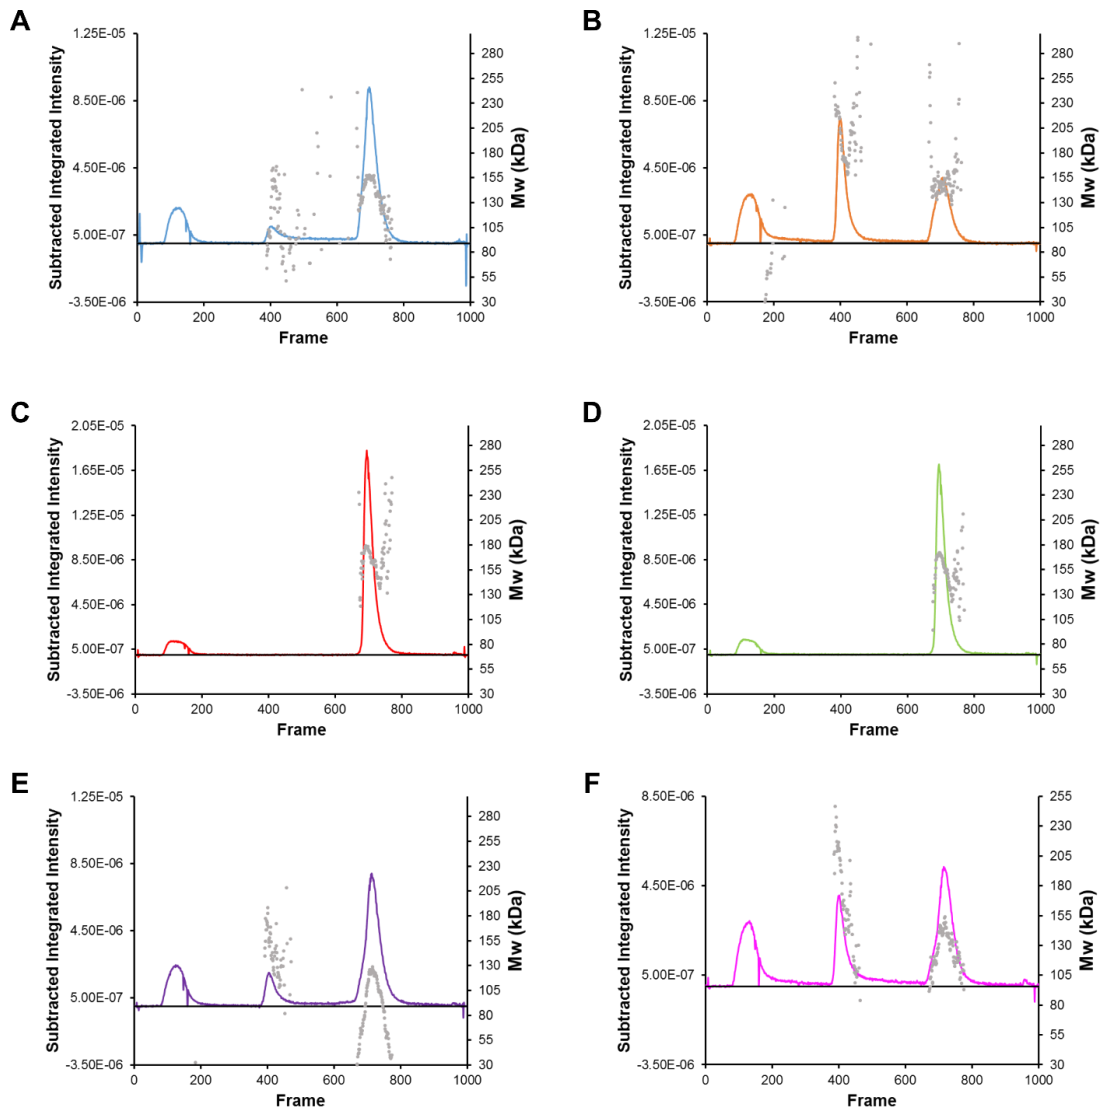 A
Subtracted Integrated Intensity
1.25E-05
8.50E-06
4.50E-06
5.00E-07
-3.50E-06
0 200 400 600 800 1000
Frame
280
255
230
205
180
155
130
105
80
55
30
Mw (kDa)
B
Subtracted Integrated Intensity
1.25E-05
8.50E-06
4.50E-06
5.00E-07
-3.50E-06
0 200 400 600 800 1000
Frame
280
255
230
205
180
155
130
105
80
55
30
Mw (kDa)
C
Subtracted Integrated Intensity
2.05E-05
1.65E-05
1.25E-05
8.50E-06
4.50E-06
5.00E-07
-3.50E-06
0 200 400 600 800 1000
Frame
280
255
230
205
180
155
130
105
80
55
30
Mw (kDa)
D
Subtracted Integrated Intensity
2.05E-05
1.65E-05
1.25E-05
8.50E-06
4.50E-06
5.00E-07
-3.50E-06
0 200 400 600 800 1000
Frame
280
255
230
205
180
155
130
105
80
55
30
Mw (kDa)
E
Subtracted Integrated Intensity
1.25E-05
8.50E-06
4.50E-06
5.00E-07
-3.50E-06
0 200 400 600 800 1000
Frame
280
255
230
205
180
155
130
105
80
55
30
Mw (kDa)
F
Subtracted Integrated Intensity
8.50E-06
4.50E-06
5.00E-07
-3.50E-06
0 200 400 600 800 1000
Frame
255
230
205
180
155
130
105
80
55
30
Mw (kDa)